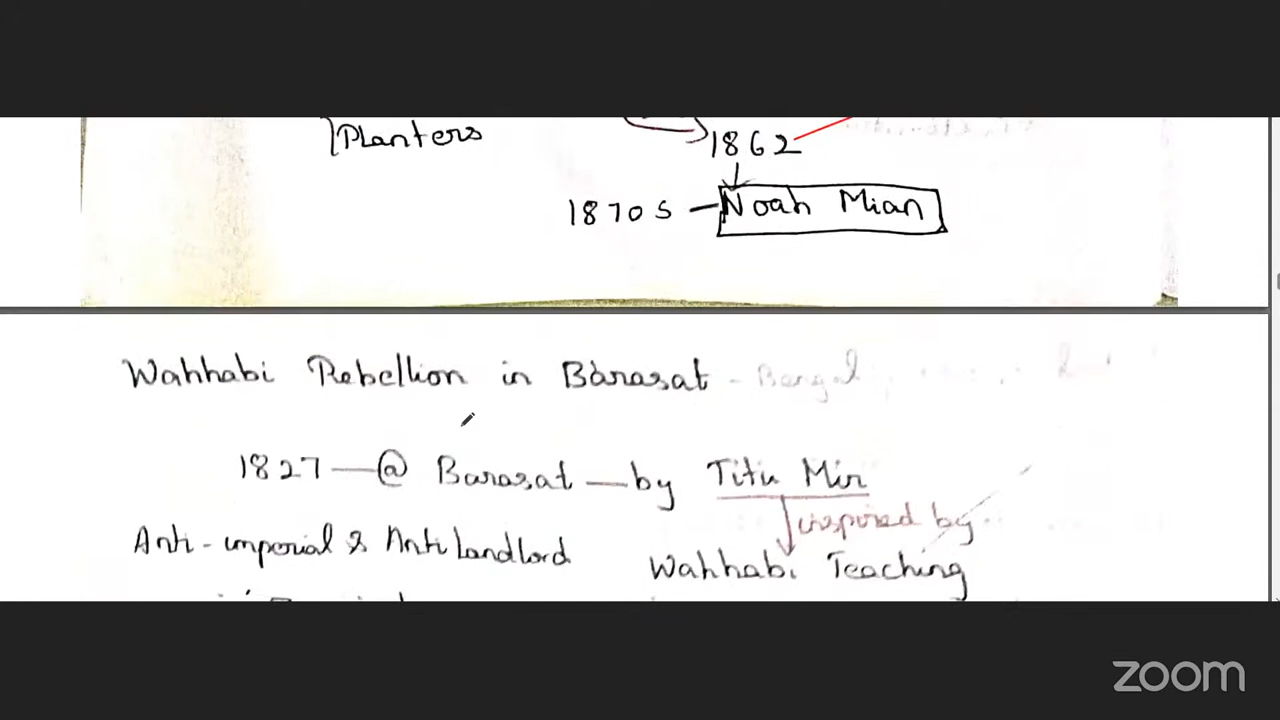 Planters
1862
1870s — Noah Mian
Wahhabi Rebellion in Barasat - Bengal
1827 — @ Barasat — by Titu Mir
inspired by
Anti-imperial & Anti Landlord
Wahhabi Teaching
zoom